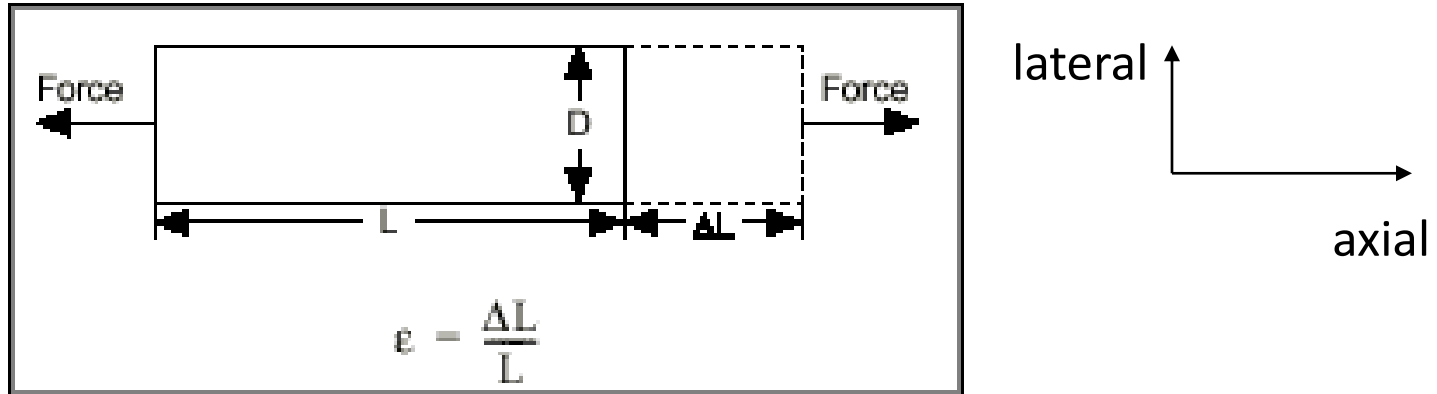 lateral
Force
Force
D
L
ΔL
axial
ε = ΔL
L